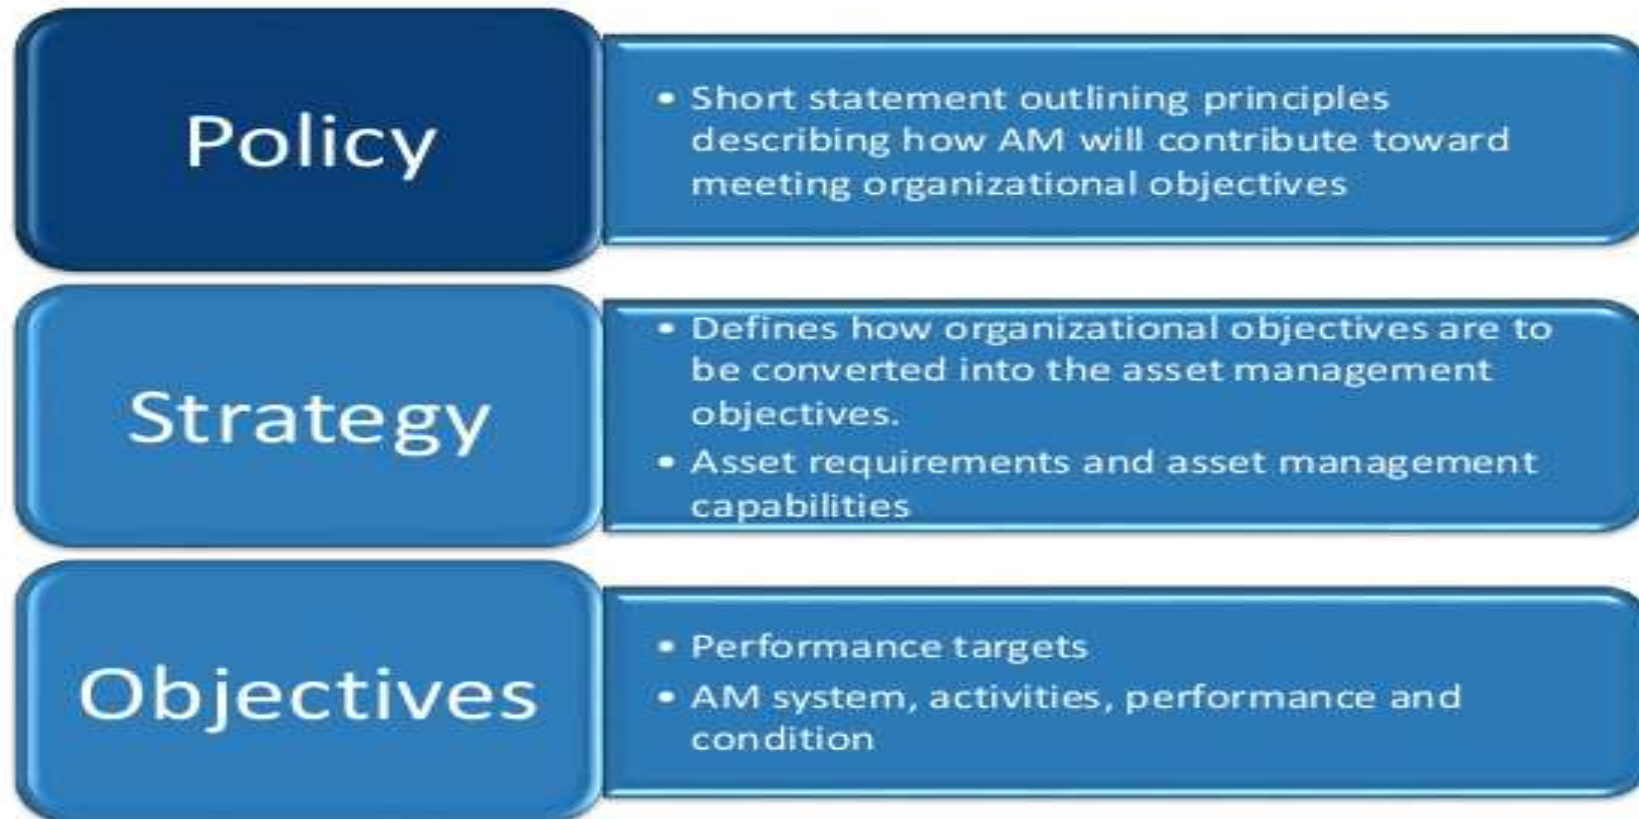 Policy
• Short statement outlining principles
describing how AM will contribute toward
meeting organizational objectives
Strategy
• Defines how organizational objectives are to
be converted into the asset management
objectives.
• Asset requirements and asset management
capabilities
Objectives
• Performance targets
• AM system, activities, performance and
condition